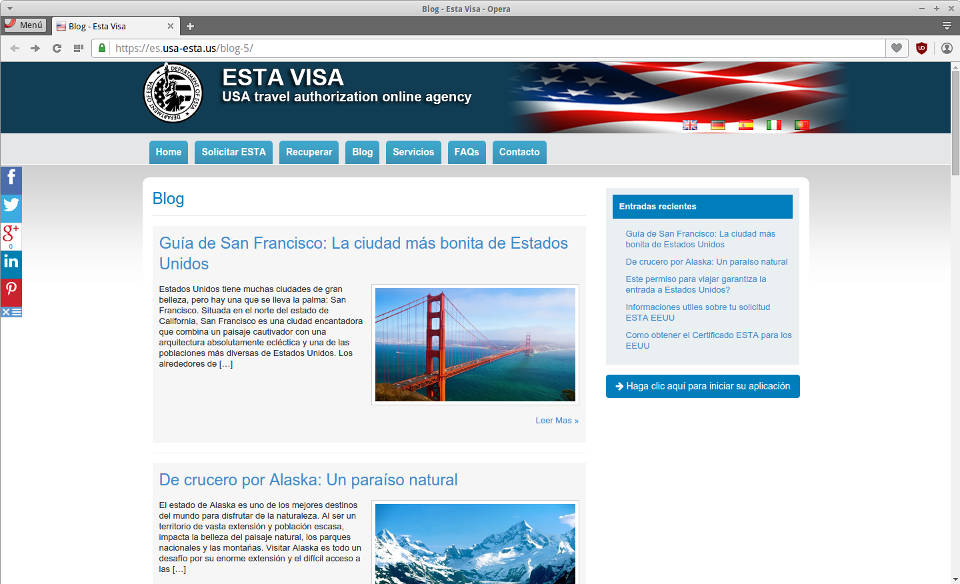 Blog - Esta Visa - Opera
Menú
Blog - Esta Visa
https://es.usa-esta.us/blog-5/
ESTA VISA
USA travel authorization online agency
Home
Solicitar ESTA
Recuperar
Blog
Servicios
FAQs
Contacto
Blog
Guía de San Francisco: La ciudad más bonita de Estados
Unidos
Estados Unidos tiene muchas ciudades de gran
belleza, pero hay una que se lleva la palma: San
Francisco. Situada en el norte del estado de
California, San Francisco es una ciudad encantadora
que combina un paisaje cautivador con una
arquitectura absolutamente ecléctica y una de las
poblaciones más diversas de Estados Unidos. Los
alrededores de [...]
Leer Mas »
De crucero por Alaska: Un paraíso natural
El estado de Alaska es uno de los mejores destinos
del mundo para disfrutar de la naturaleza. Al ser un
territorio de vasta extensión y población escasa,
impacta la belleza del paisaje natural, los parques
nacionales y las montañas. Visitar Alaska es todo un
desafío por su enorme extensión y el difícil acceso a
las [...]
Entradas recientes
Guía de San Francisco: La ciudad más
bonita de Estados Unidos
De crucero por Alaska: Un paraíso natural
Este permiso para viajar garantiza la
entrada a Estados Unidos?
Informaciones utiles sobre tu solicitud
ESTA EEUU
Como obtener el Certificado ESTA para los
EEUU
Haga clic aquí para iniciar su aplicación
f
g+
0
in